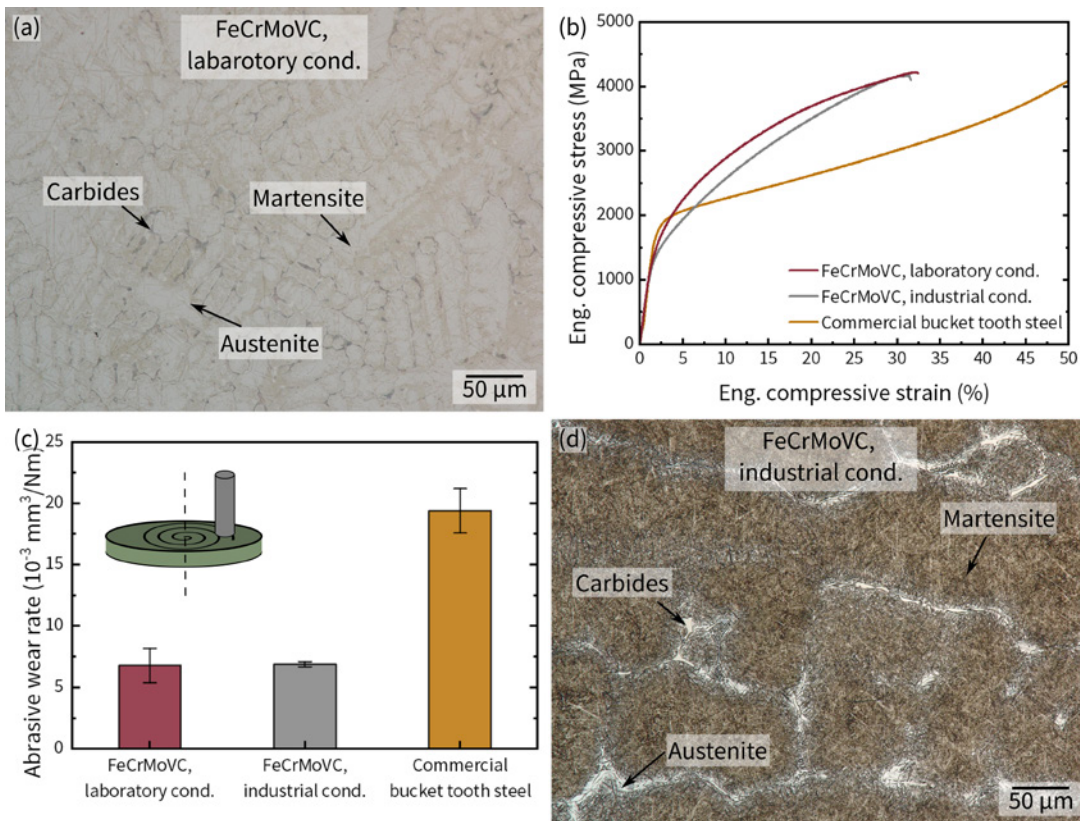 (a)
FeCrMoVC,
labarotory cond.
Carbides
Martensite
Austenite
50 µm
(b)
Eng. compressive stress (MPa)
5000
4000
3000
2000
1000
0
0 5 10 15 20 25 30 35 40 45 50
Eng. compressive strain (%)
FeCrMoVC, laboratory cond.
FeCrMoVC, industrial cond.
Commercial bucket tooth steel
(c)
Abrasive wear rate (10⁻³ mm³/Nm)
25
20
15
10
5
0
FeCrMoVC,
laboratory cond.
FeCrMoVC,
industrial cond.
Commercial
bucket tooth steel
(d)
FeCrMoVC,
industrial cond.
Martensite
Carbides
Austenite
50 µm